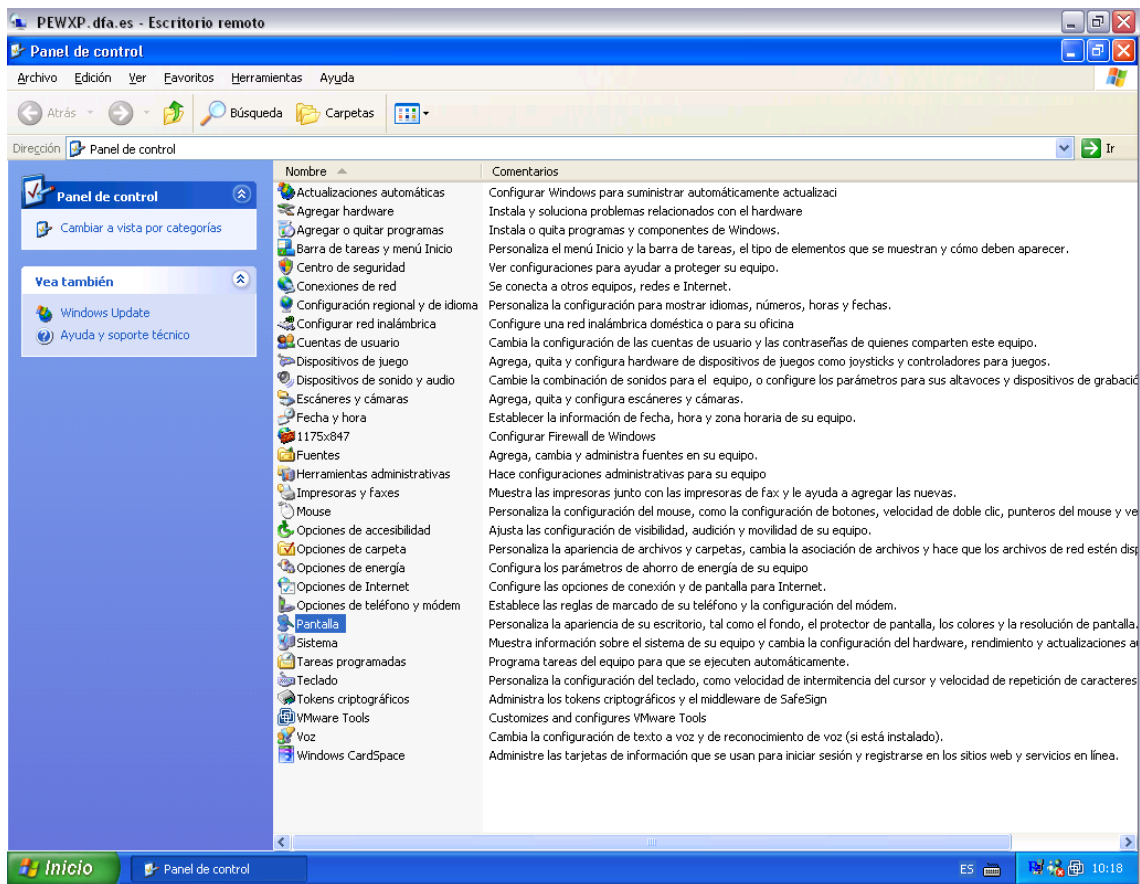 PEWXP.dfa.es - Escritorio remoto
Panel de control
Archivo Edición Ver Favoritos Herramientas Ayuda
Atrás Búsqueda Carpetas
Dirección Panel de control Ir
Panel de control
Cambiar a vista por categorías
Vea también
Windows Update
Ayuda y soporte técnico
Nombre Comentarios
Actualizaciones automáticas Configurar Windows para suministrar automáticamente actualizaci
Agregar hardware Instala y soluciona problemas relacionados con el hardware
Agregar o quitar programas Instala o quita programas y componentes de Windows.
Barra de tareas y menú Inicio Personaliza el menú Inicio y la barra de tareas, el tipo de elementos que se muestran y cómo deben aparecer.
Centro de seguridad Ver configuraciones para ayudar a proteger su equipo.
Conexiones de red Se conecta a otros equipos, redes e Internet.
Configuración regional y de idioma Personaliza la configuración para mostrar idiomas, números, horas y fechas.
Configurar red inalámbrica Configure una red inalámbrica doméstica o para su oficina
Cuentas de usuario Cambia la configuración de las cuentas de usuario y las contraseñas de quienes comparten este equipo.
Dispositivos de juego Agrega, quita y configura hardware de dispositivos de juegos como joysticks y controladores para juegos.
Dispositivos de sonido y audio Cambie la combinación de sonidos para el equipo, o configure los parámetros para sus altavoces y dispositivos de grabació
Escáneres y cámaras Agrega, quita y configura escáneres y cámaras.
Fecha y hora Establecer la información de fecha, hora y zona horaria de su equipo.
1175x847 Configurar Firewall de Windows
Fuentes Agrega, cambia y administra fuentes en su equipo.
Herramientas administrativas Hace configuraciones administrativas para su equipo
Impresoras y faxes Muestra las impresoras junto con las impresoras de fax y le ayuda a agregar las nuevas.
Mouse Personaliza la configuración del mouse, como la configuración de botones, velocidad de doble clic, punteros del mouse y ve
Opciones de accesibilidad Ajusta las configuración de visibilidad, audición y movilidad de su equipo.
Opciones de carpeta Personaliza la apariencia de archivos y carpetas, cambia la asociación de archivos y hace que los archivos de red estén disp
Opciones de energía Configura los parámetros de ahorro de energía de su equipo
Opciones de Internet Configure las opciones de conexión y de pantalla para Internet.
Opciones de teléfono y módem Establece las reglas de marcado de su teléfono y la configuración del módem.
Pantalla Personaliza la apariencia de su escritorio, tal como el fondo, el protector de pantalla, los colores y la resolución de pantalla.
Sistema Muestra información sobre el sistema de su equipo y cambia la configuración del hardware, rendimiento y actualizaciones a
Tareas programadas Programa tareas del equipo para que se ejecuten automáticamente.
Teclado Personaliza la configuración del teclado, como velocidad de intermitencia del cursor y velocidad de repetición de caracteres
Tokens criptográficos Administra los tokens criptográficos y el middleware de SafeSign
VMware Tools Customizes and configures VMware Tools
Voz Cambia la configuración de texto a voz y de reconocimiento de voz (si está instalado).
Windows CardSpace Administre las tarjetas de información que se usan para iniciar sesión y registrarse en los sitios web y servicios en línea.
Inicio Panel de control ES 10:18